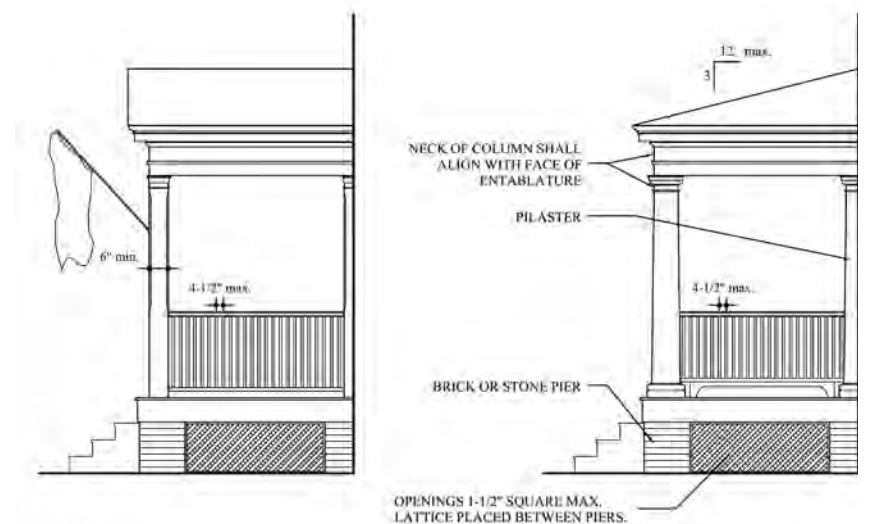 6" min.
4-1/2" max.
12 max.
3
NECK OF COLUMN SHALL
ALIGN WITH FACE OF
ENTABLATURE
PILASTER
4-1/2" max.
BRICK OR STONE PIER
OPENINGS 1-1/2" SQUARE MAX.
LATTICE PLACED BETWEEN PIERS.